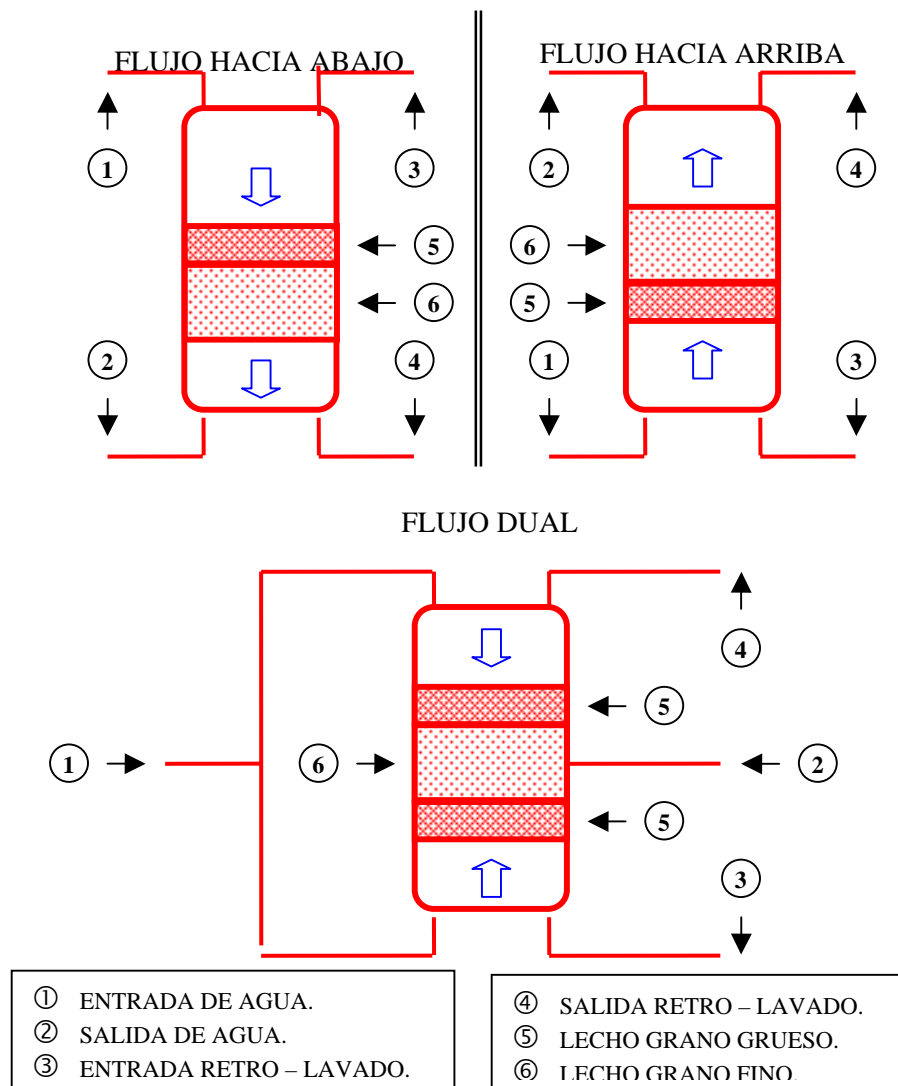 FLUJO HACIA ABAJO
FLUJO HACIA ARRIBA
1
3
2
4
5
6
6
5
2
4
1
3
FLUJO DUAL
4
5
1
6
2
5
3
① ENTRADA DE AGUA.
② SALIDA DE AGUA.
③ ENTRADA RETRO – LAVADO.
④ SALIDA RETRO – LAVADO.
⑤ LECHO GRANO GRUESO.
⑥ LECHO GRANO FINO.